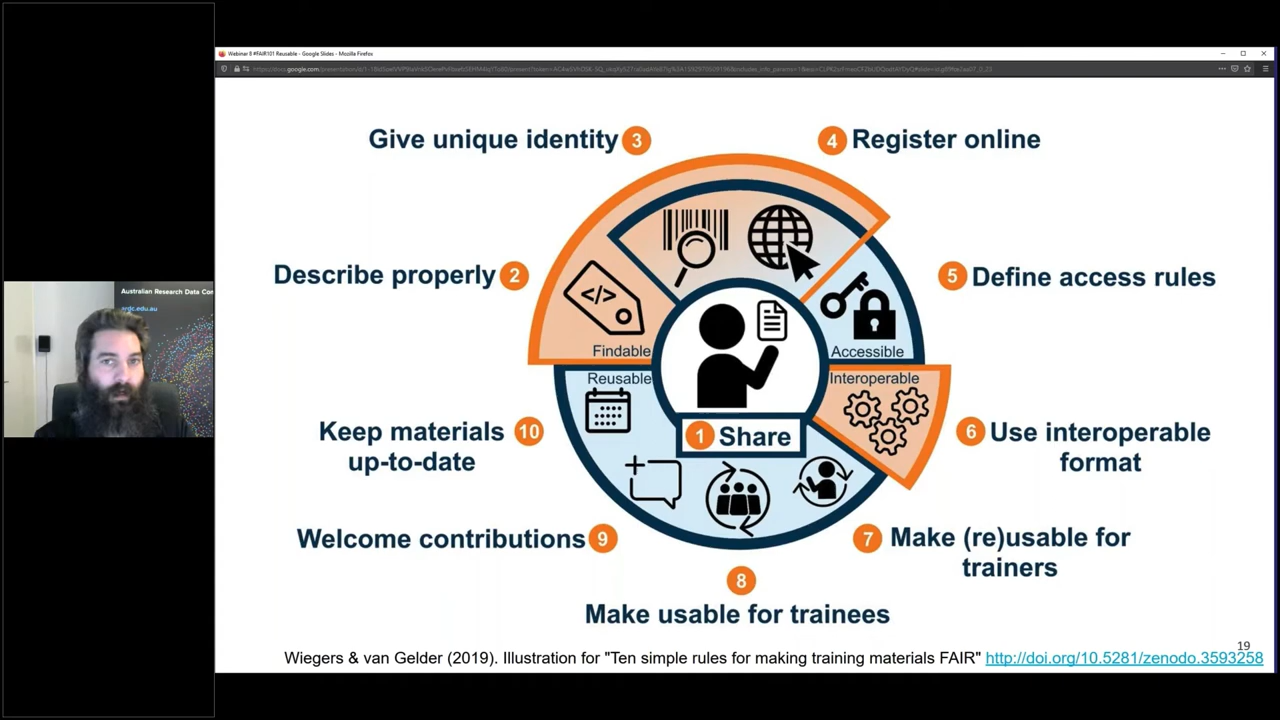 Webinar 8 #FAIR101 Reusable - Google Slides - Mozilla Firefox
Give unique identity 3
4 Register online
Describe properly 2
5 Define access rules
Findable
Accessible
Reusable
Interoperable
1 Share
Keep materials 10
up-to-date
6 Use interoperable
format
Welcome contributions 9
7 Make (re)usable for
trainers
8
Make usable for trainees
Wiegers & van Gelder (2019). Illustration for "Ten simple rules for making training materials FAIR" http://doi.org/10.5281/zenodo.3593258
19
Australian Research Data Co
ardc.edu.au